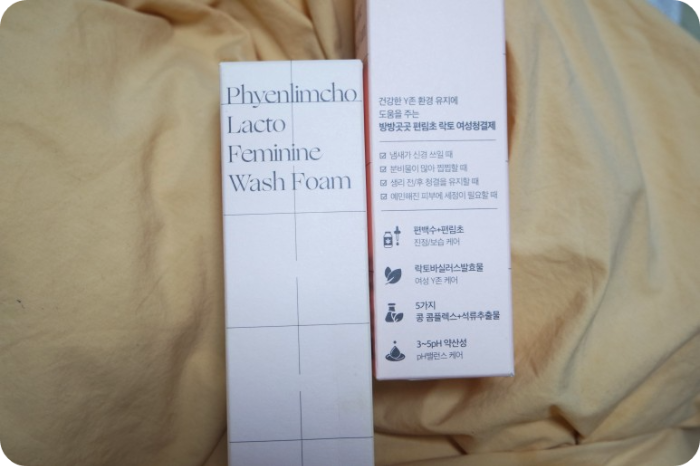 Phyenlimcho
Lacto
Feminine
Wash Foam
건강한 Y존 환경 유지에
도움을 주는
방방곡곡 편림초 락토 여성청결제
냄새가 신경 쓰일 때
분비물이 많아 찝찝할 때
생리 전/후 청결을 유지할 때
예민해진 피부에 세정이 필요할 때
편백수+편림초
진정/보습 케어
락토바실러스발효물
여성 Y존 케어
5가지
콩 콤플렉스+석류추출물
3~5pH 약산성
pH밸런스 케어